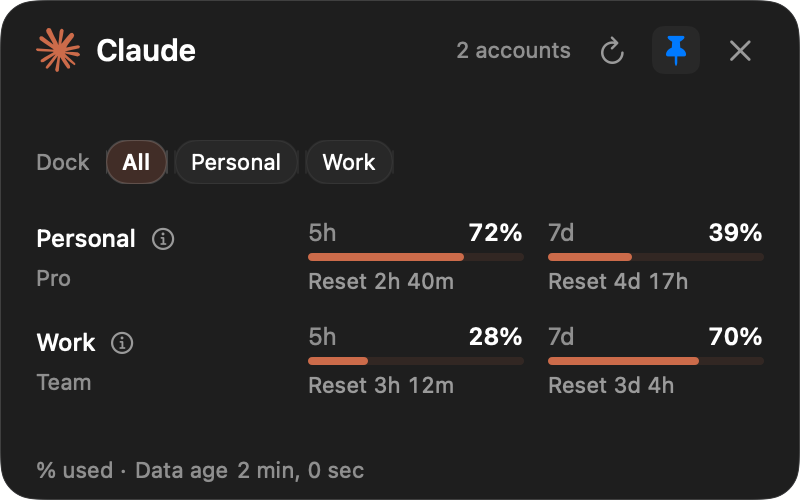 Claude
2 accounts
Dock All Personal Work
Personal
Pro
5h 72%
Reset 2h 40m
7d 39%
Reset 4d 17h
Work
Team
5h 28%
Reset 3h 12m
7d 70%
Reset 3d 4h
% used · Data age 2 min, 0 sec